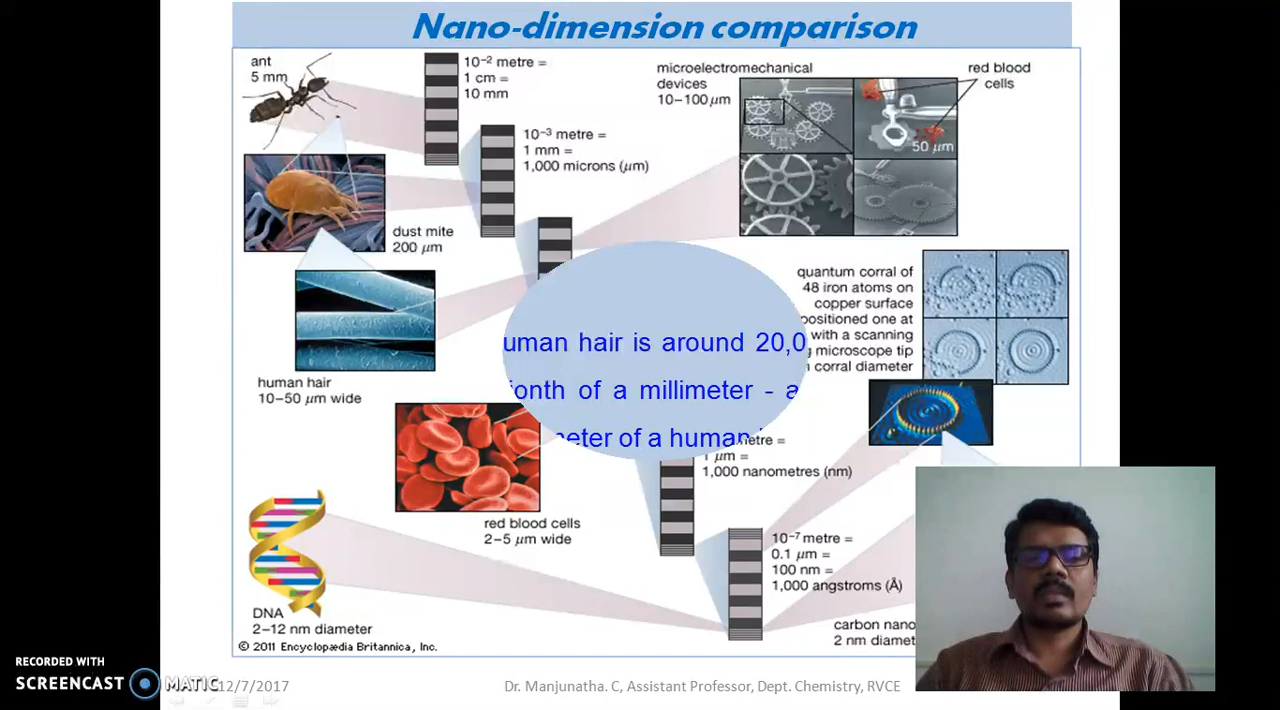 Nano-dimension comparison
ant
5 mm
10⁻² metre =
1 cm =
10 mm
10⁻³ metre =
1 mm =
1,000 microns (μm)
microelectromechanical
devices
10–100 μm
red blood
cells
50 μm
dust mite
200 μm
human hair
10–50 μm wide
quantum corral of
48 iron atoms on
copper surface
positioned one at
with a scanning
microscope tip
corral diameter
uman hair is around 20,0
ionth of a millimeter - a
meter of a human
metre =
1 μm =
1,000 nanometres (nm)
red blood cells
2–5 μm wide
10⁻⁷ metre =
0.1 μm =
100 nm =
1,000 angstroms (Å)
DNA
2–12 nm diameter
carbon nano
2 nm diamet
© 2011 Encyclopædia Britannica, Inc.
RECORDED WITH
SCREENCAST MATIC
12/7/2017
Dr. Manjunatha. C, Assistant Professor, Dept. Chemistry, RVCE